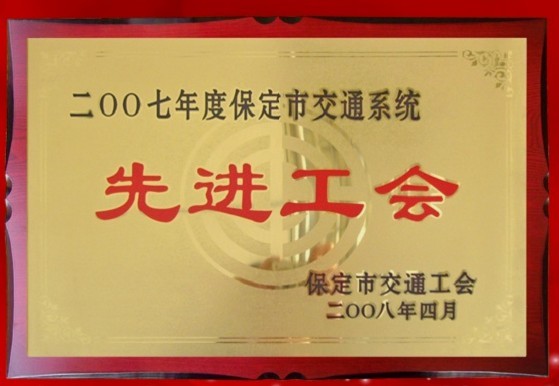 二〇〇七年度保定市交通系统
先进工会
保定市交通工会
二〇〇八年四月